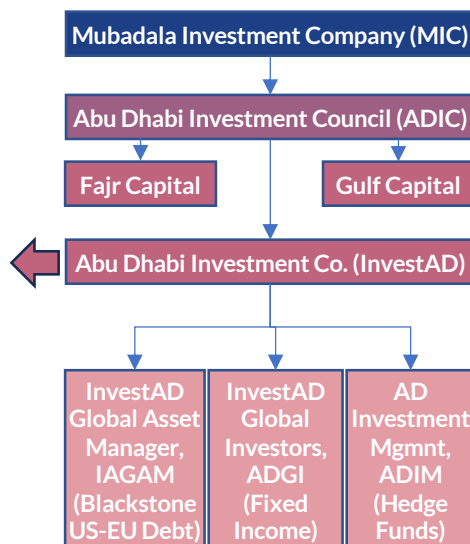 Mubadala Investment Company (MIC)
Abu Dhabi Investment Council (ADIC)
Fajr Capital
Gulf Capital
Abu Dhabi Investment Co. (InvestAD)
InvestAD
Global Asset
Manager,
IAGAM
(Blackstone
US-EU Debt)
InvestAD
Global
Investors,
ADGI
(Fixed
Income)
AD
Investment
Mgmnt,
ADIM
(Hedge
Funds)